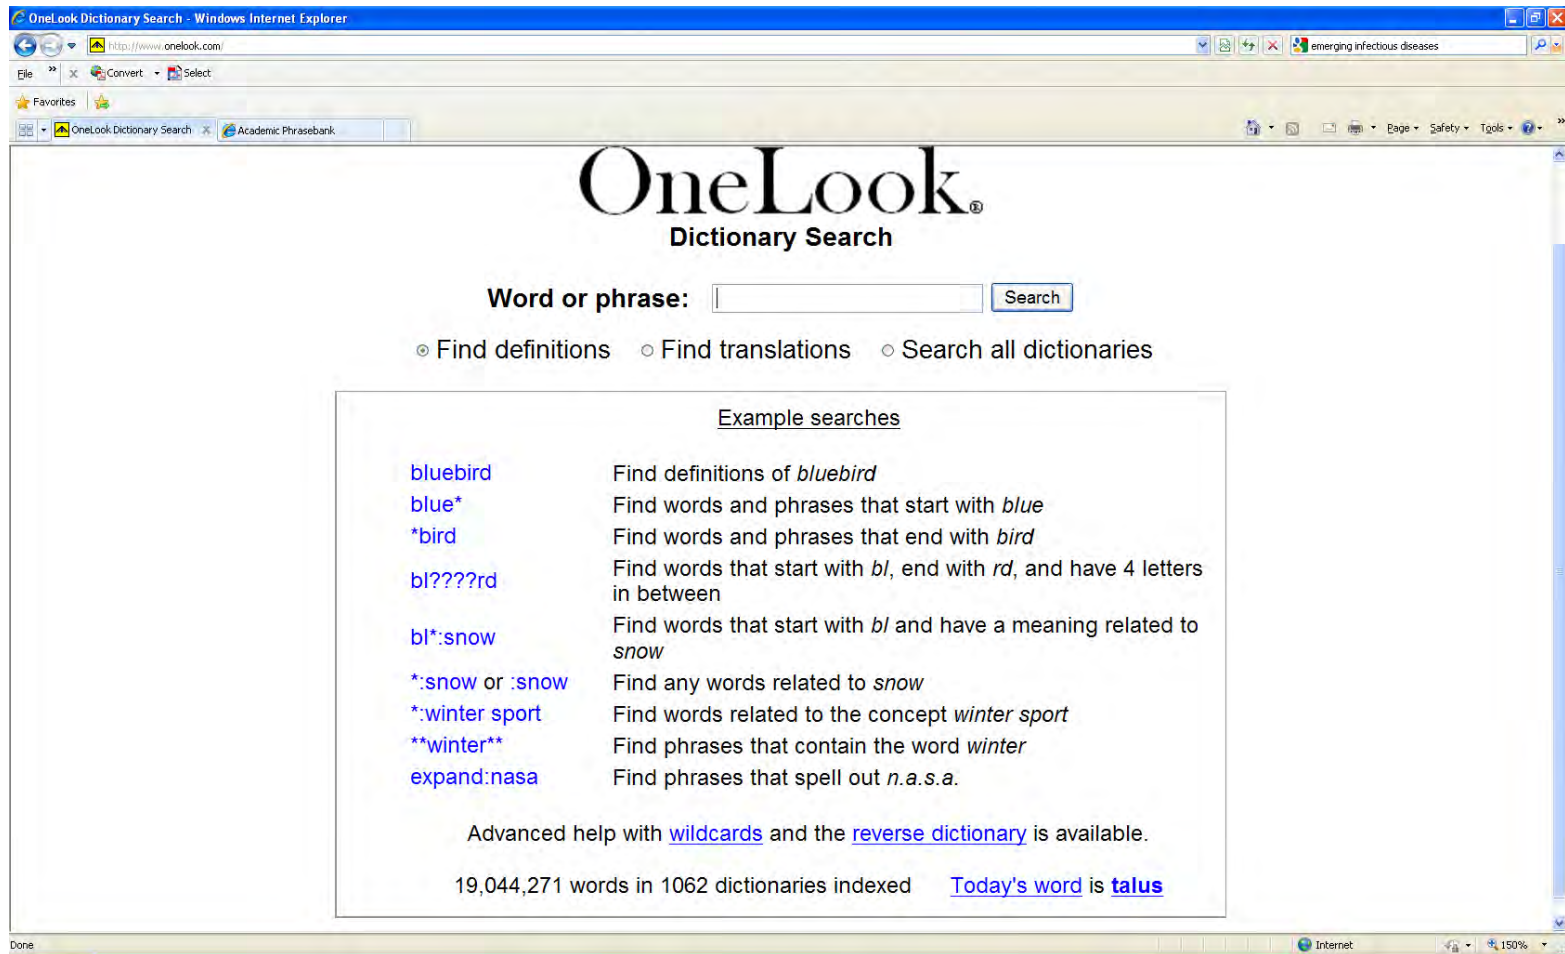 OneLook Dictionary Search - Windows Internet Explorer
http://www.onelook.com/
emerging infectious diseases
File » x Convert Select
Favorites
OneLook Dictionary Search x Academic Phrasebank
Page Safety Tools »
OneLook®
Dictionary Search
Word or phrase: Search
Find definitions Find translations Search all dictionaries
Example searches
bluebird Find definitions of bluebird
blue* Find words and phrases that start with blue
*bird Find words and phrases that end with bird
bl????rd Find words that start with bl, end with rd, and have 4 letters
in between
bl*:snow Find words that start with bl and have a meaning related to
snow
*:snow or :snow Find any words related to snow
*:winter sport Find words related to the concept winter sport
**winter** Find phrases that contain the word winter
expand:nasa Find phrases that spell out n.a.s.a.
Advanced help with wildcards and the reverse dictionary is available.
19,044,271 words in 1062 dictionaries indexed Today's word is talus
Done Internet 150%